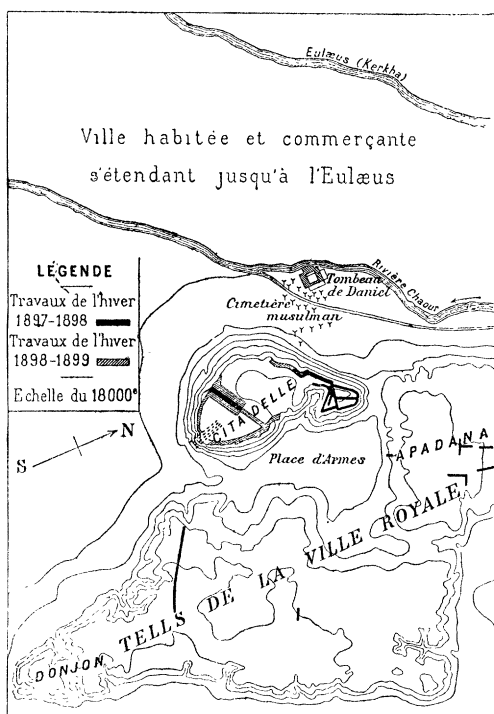 Eulæus (Kerkha)
Ville habitée et commerçante
s'étendant jusqu'à l'Eulæus
LÉGENDE
Travaux de l'hiver
1897-1898
Travaux de l'hiver
1898-1899
Echelle du 18000e
S N
Rivière Chaour
Tombeau
de Daniel
Cimetière
musulman
CITADELLE
Place d'Armes
APADANA
TELLS DE LA VILLE ROYALE
DONJON